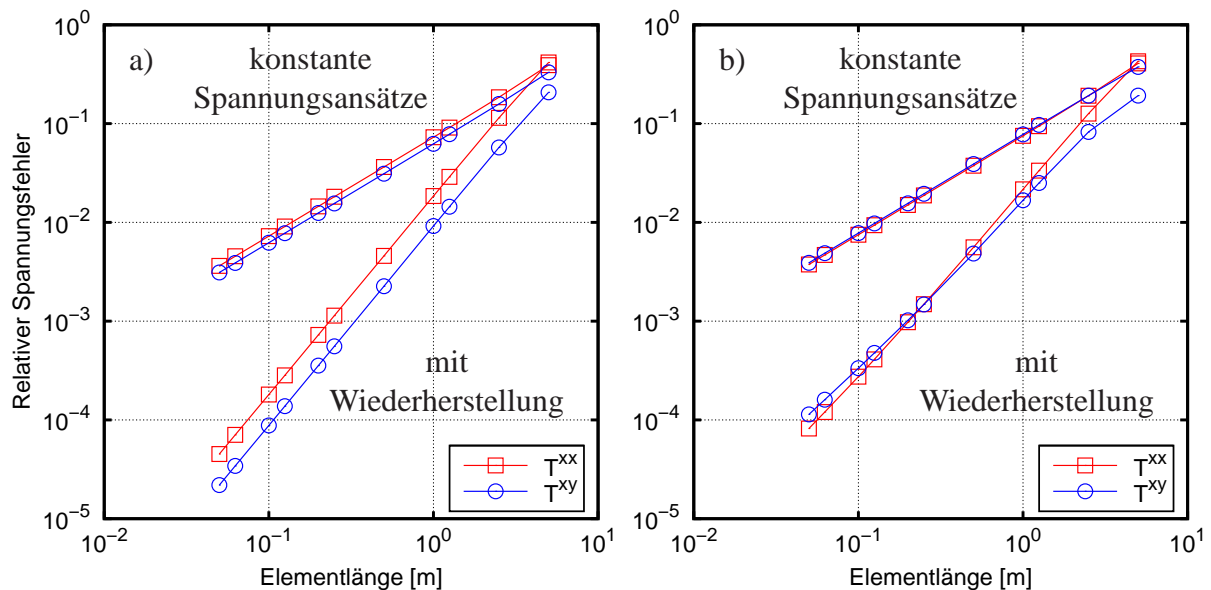 Relativer Spannungsfehler
a)
konstante
Spannungsansätze
mit
Wiederherstellung
T^xx
T^xy
10^0
10^−1
10^−2
10^−3
10^−4
10^−5
10^−2
10^−1
10^0
10^1
Elementlänge [m]
b)
konstante
Spannungsansätze
mit
Wiederherstellung
T^xx
T^xy
10^0
10^−1
10^−2
10^−3
10^−4
10^−5
10^−2
10^−1
10^0
10^1
Elementlänge [m]